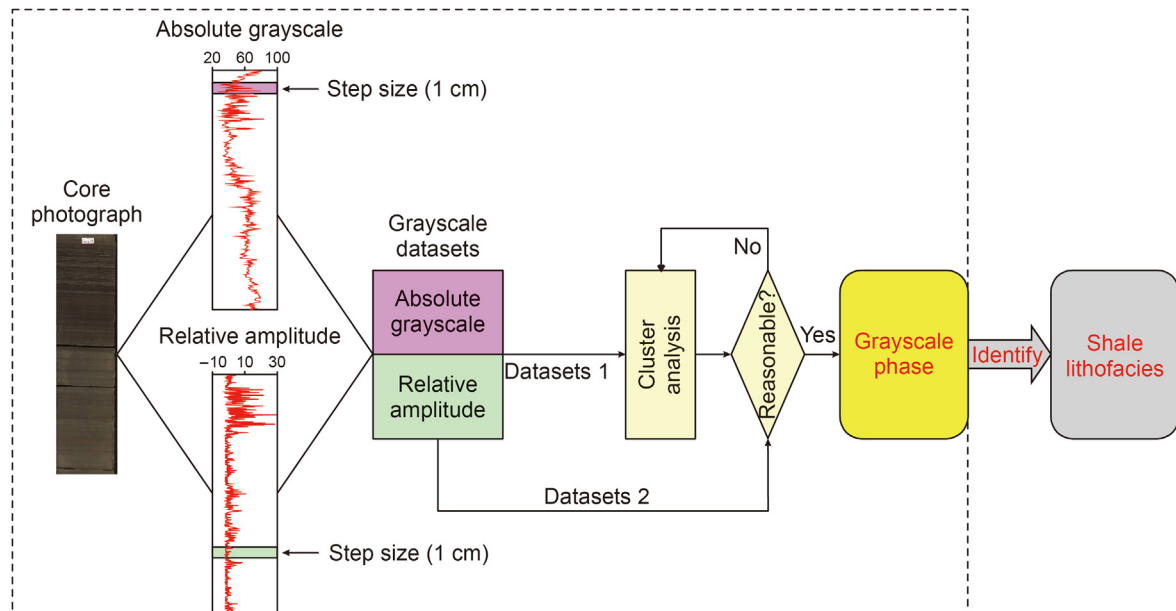 Absolute grayscale
20 60 100
Step size (1 cm)
Core
photograph
Relative amplitude
−10 10 30
Step size (1 cm)
Grayscale
datasets
Absolute
grayscale
Relative
amplitude
Datasets 1
Datasets 2
Cluster
analysis
No
Reasonable?
Yes
Grayscale
phase
Identify
Shale
lithofacies